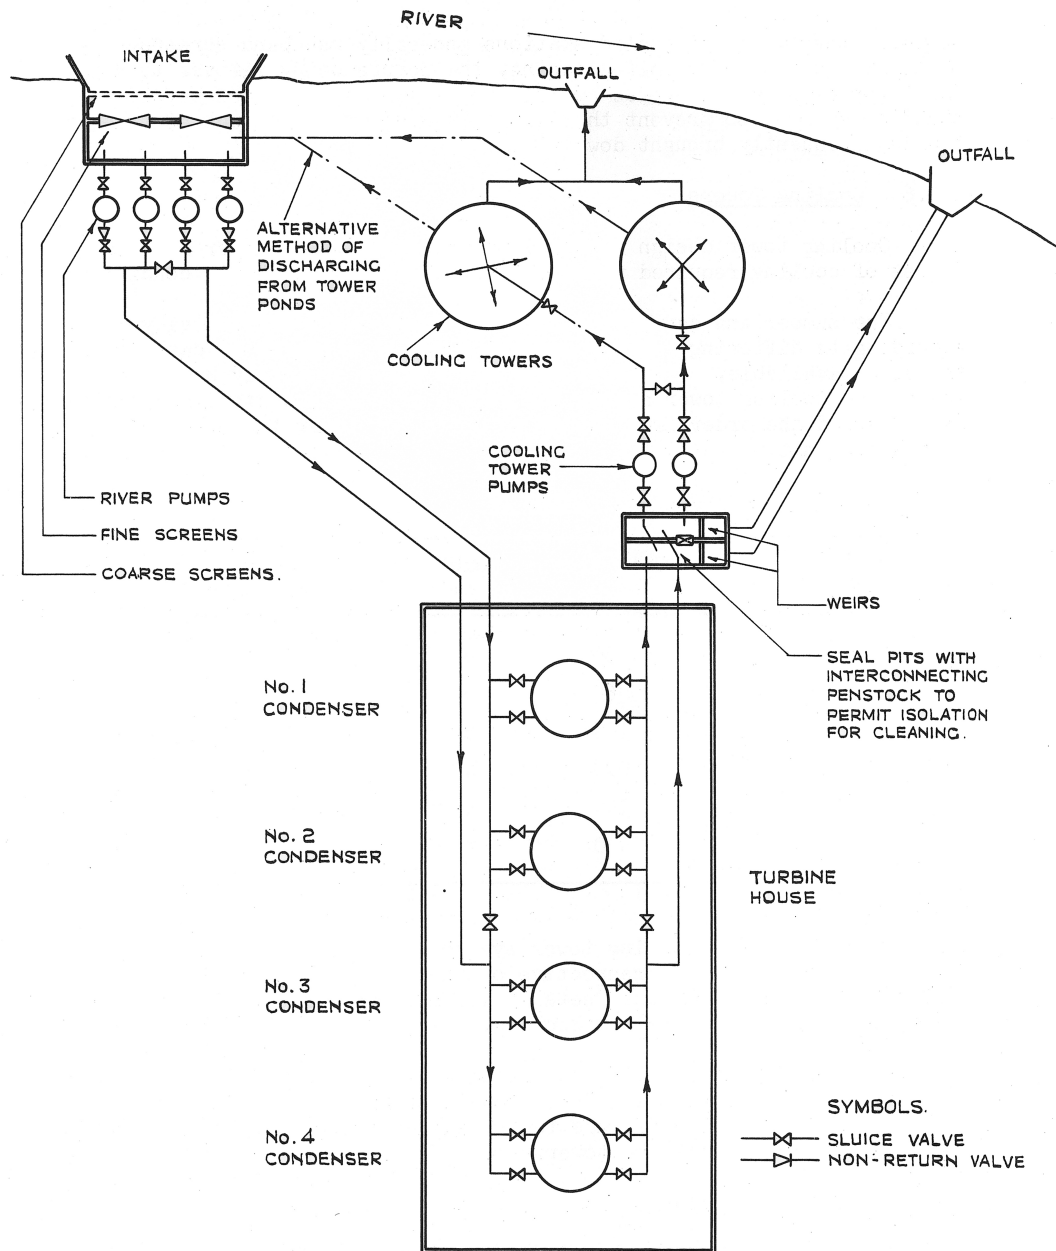 RIVER
INTAKE
OUTFALL
OUTFALL
ALTERNATIVE
METHOD OF
DISCHARGING
FROM TOWER
PONDS
COOLING TOWERS
COOLING
TOWER
PUMPS
RIVER PUMPS
FINE SCREENS
COARSE SCREENS.
WEIRS
SEAL PITS WITH
INTERCONNECTING
PENSTOCK TO
PERMIT ISOLATION
FOR CLEANING.
No. 1
CONDENSER
No. 2
CONDENSER
TURBINE
HOUSE
No. 3
CONDENSER
No. 4
CONDENSER
SYMBOLS.
SLUICE VALVE
NON-RETURN VALVE